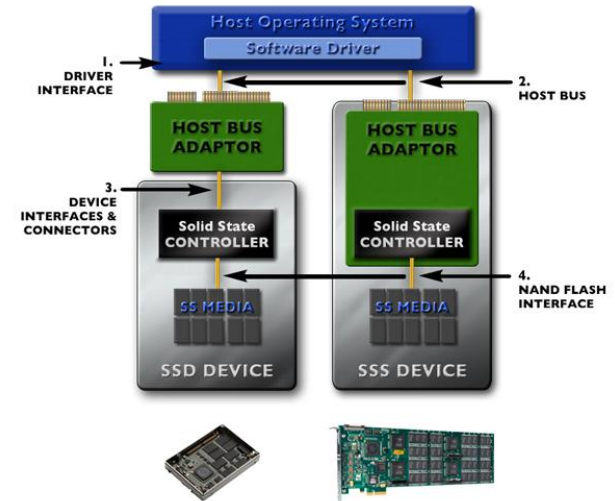 Host Operating System
Software Driver
1.
DRIVER
INTERFACE
2.
HOST BUS
HOST BUS
ADAPTOR
HOST BUS
ADAPTOR
3.
DEVICE
INTERFACES &
CONNECTORS
Solid State
CONTROLLER
Solid State
CONTROLLER
4.
NAND FLASH
INTERFACE
SS MEDIA
SS MEDIA
SSD DEVICE
SSS DEVICE